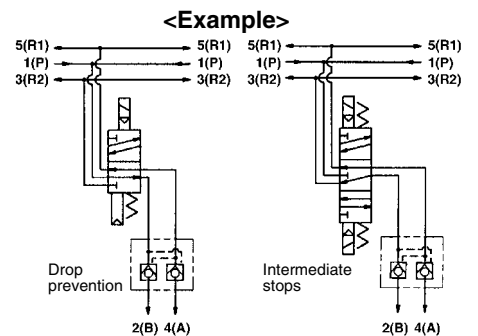 <Example>
5(R1) 5(R1) 5(R1) 5(R1)
1(P) 1(P) 1(P) 1(P)
3(R2) 3(R2) 3(R2) 3(R2)
Drop
prevention
Intermediate
stops
2(B) 4(A) 2(B) 4(A)